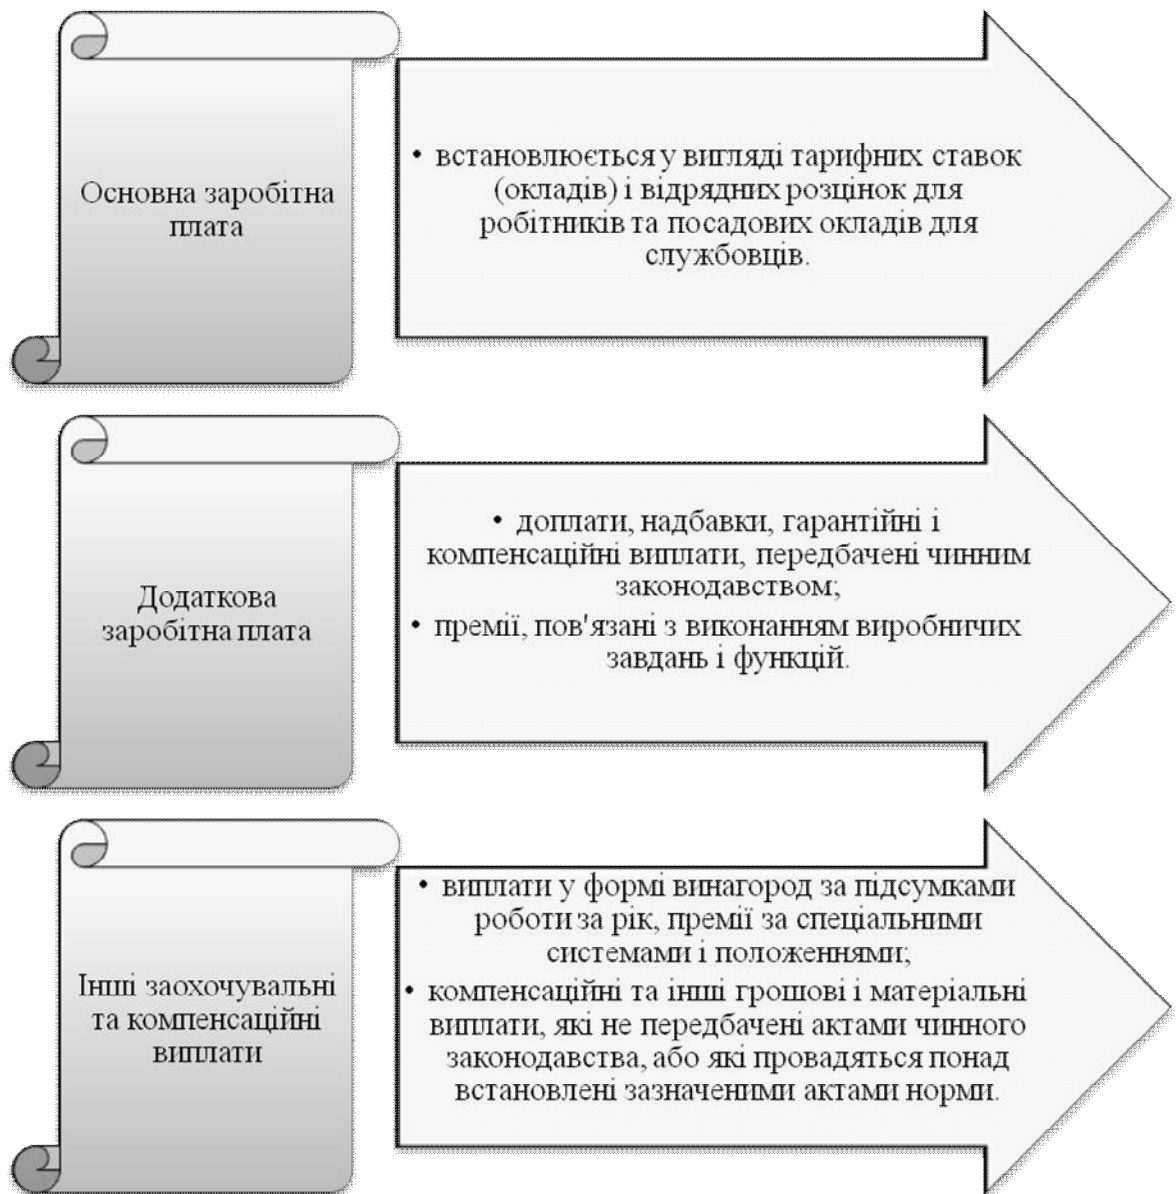 Основна заробітна
плата
• встановлюється у вигляді тарифних ставок
(окладів) і відрядних розцінок для
робітників та посадових окладів для
службовців.
Додаткова
заробітна плата
• доплати, надбавки, гарантійні і
компенсаційні виплати, передбачені чинним
законодавством;
• премії, пов'язані з виконанням виробничих
завдань і функцій.
Інші заохочувальні
та компенсаційні
виплати
• виплати у формі винагород за підсумками
роботи за рік, премії за спеціальними
системами і положеннями;
• компенсаційні та інші грошові і матеріальні
виплати, які не передбачені актами чинного
законодавства, або які провадяться понад
встановлені зазначеними актами норми.